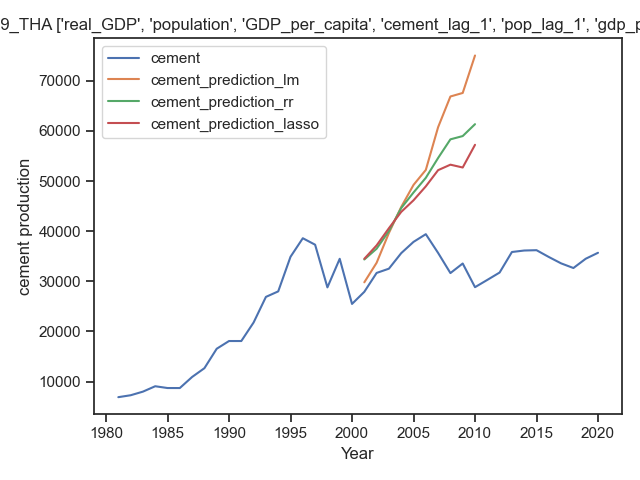 9_THA ['real_GDP', 'population', 'GDP_per_capita', 'cement_lag_1', 'pop_lag_1', 'gdp_p
cement
cement_prediction_lm
cement_prediction_rr
cement_prediction_lasso
cement production
70000
60000
50000
40000
30000
20000
10000
1980 1985 1990 1995 2000 2005 2010 2015 2020
Year